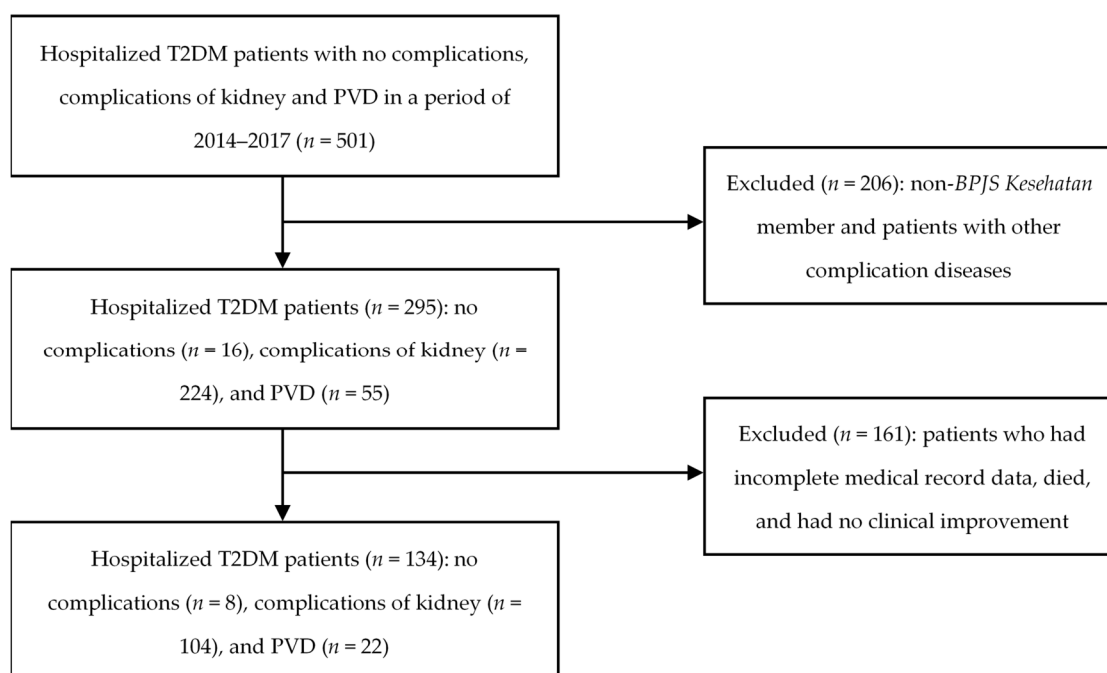 Hospitalized T2DM patients with no complications,
complications of kidney and PVD in a period of
2014–2017 (n = 501)
Excluded (n = 206): non-BPJS Kesehatan
member and patients with other
complication diseases
Hospitalized T2DM patients (n = 295): no
complications (n = 16), complications of kidney (n =
224), and PVD (n = 55)
Excluded (n = 161): patients who had
incomplete medical record data, died,
and had no clinical improvement
Hospitalized T2DM patients (n = 134): no
complications (n = 8), complications of kidney (n =
104), and PVD (n = 22)